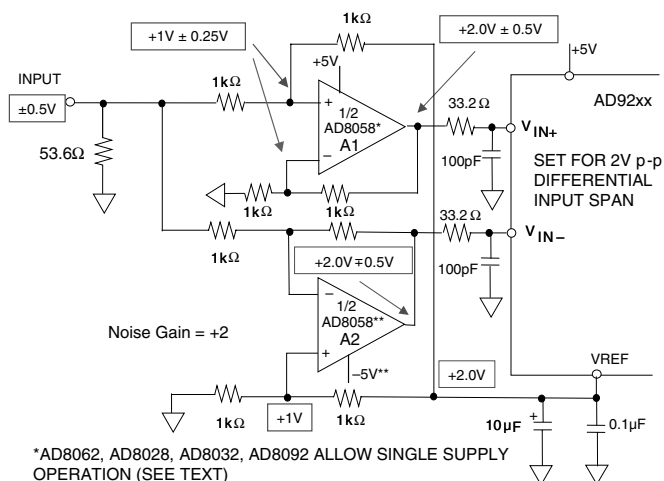 1kΩ
+1V ± 0.25V
+2.0V ± 0.5V
+5V
+5V
INPUT
1kΩ
AD92xx
±0.5V
+
1/2
AD8058*
A1
−
33.2Ω
VIN+
53.6Ω
100pF
SET FOR 2V p-p
DIFFERENTIAL
INPUT SPAN
1kΩ
1kΩ
33.2Ω
1kΩ
1kΩ
VIN−
+2.0V∓0.5V
100pF
−
1/2
AD8058**
A2
+
Noise Gain = +2
VREF
−5V**
+2.0V
1kΩ
+1V
1kΩ
10µF
+
0.1µF
*AD8062, AD8028, AD8032, AD8092 ALLOW SINGLE SUPPLY
OPERATION (SEE TEXT)